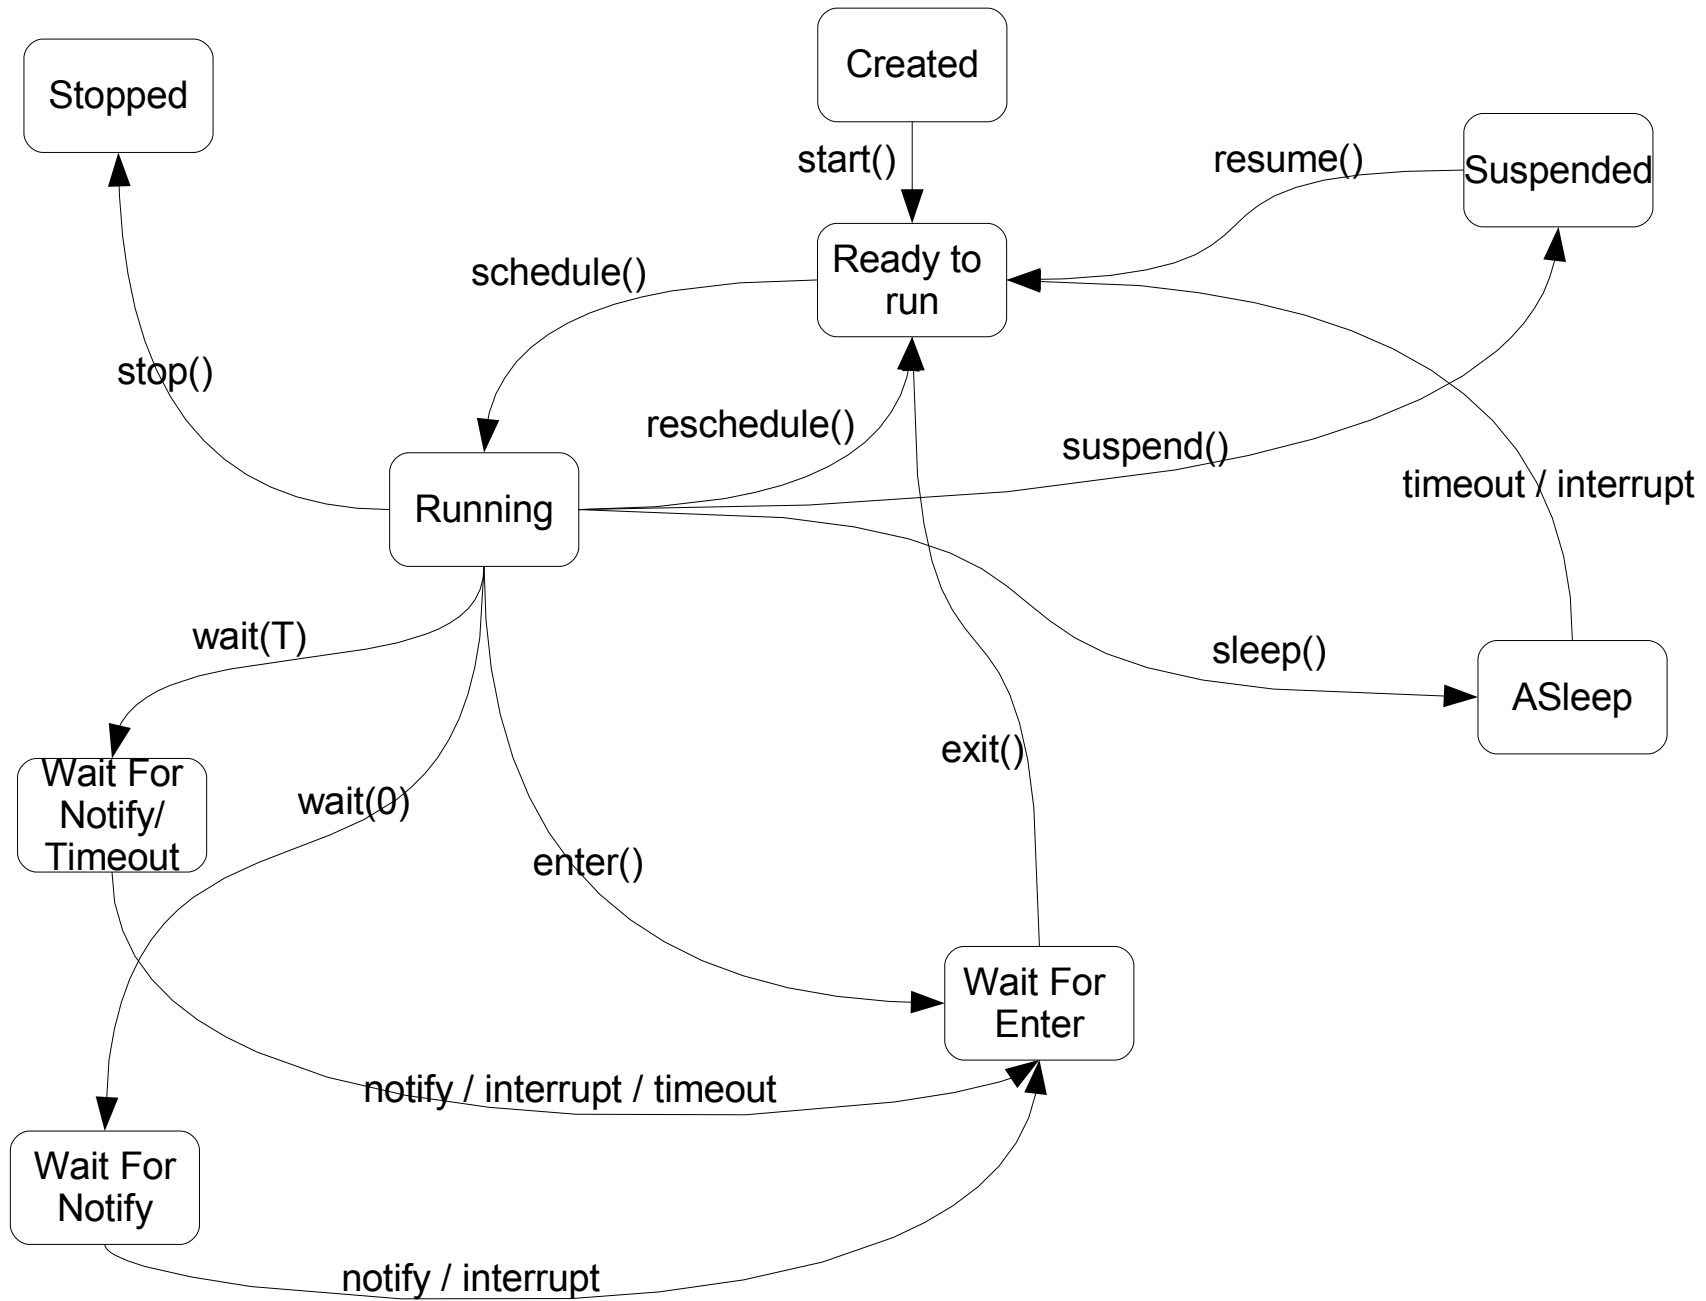 Created
Stopped
start()
resume()
Suspended
Ready to
run
schedule()
stop()
reschedule()
suspend()
timeout / interrupt
Running
wait(T)
sleep()
ASleep
exit()
Wait For
Notify/
Timeout
wait(0)
enter()
Wait For
Enter
notify / interrupt / timeout
Wait For
Notify
notify / interrupt